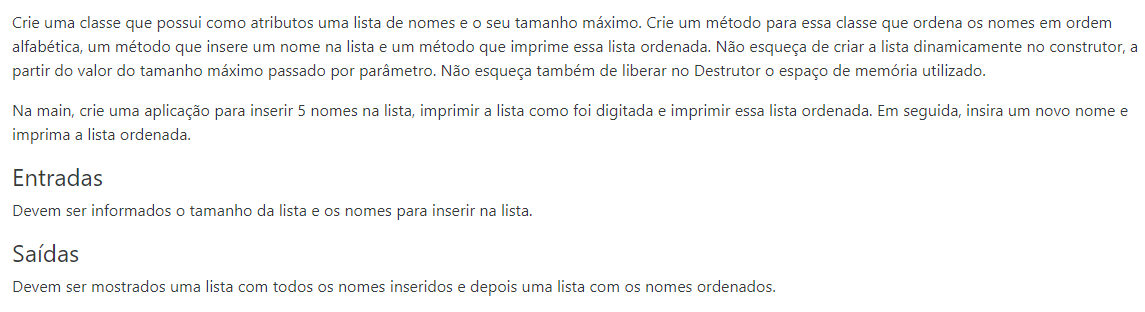 Crie uma classe que possui como atributos uma lista de nomes e o seu tamanho máximo. Crie um método para essa classe que ordena os nomes em ordem
alfabética, um método que insere um nome na lista e um método que imprime essa lista ordenada. Não esqueça de criar a lista dinamicamente no construtor, a
partir do valor do tamanho máximo passado por parâmetro. Não esqueça também de liberar no Destrutor o espaço de memória utilizado.
Na main, crie uma aplicação para inserir 5 nomes na lista, imprimir a lista como foi digitada e imprimir essa lista ordenada. Em seguida, insira um novo nome e
imprima a lista ordenada.
Entradas
Devem ser informados o tamanho da lista e os nomes para inserir na lista.
Saídas
Devem ser mostrados uma lista com todos os nomes inseridos e depois uma lista com os nomes ordenados.